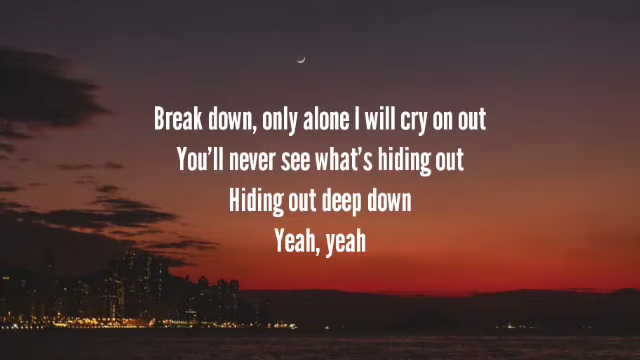 Break down, only alone I will cry on out
You'll never see what's hiding out
Hiding out deep down
Yeah, yeah